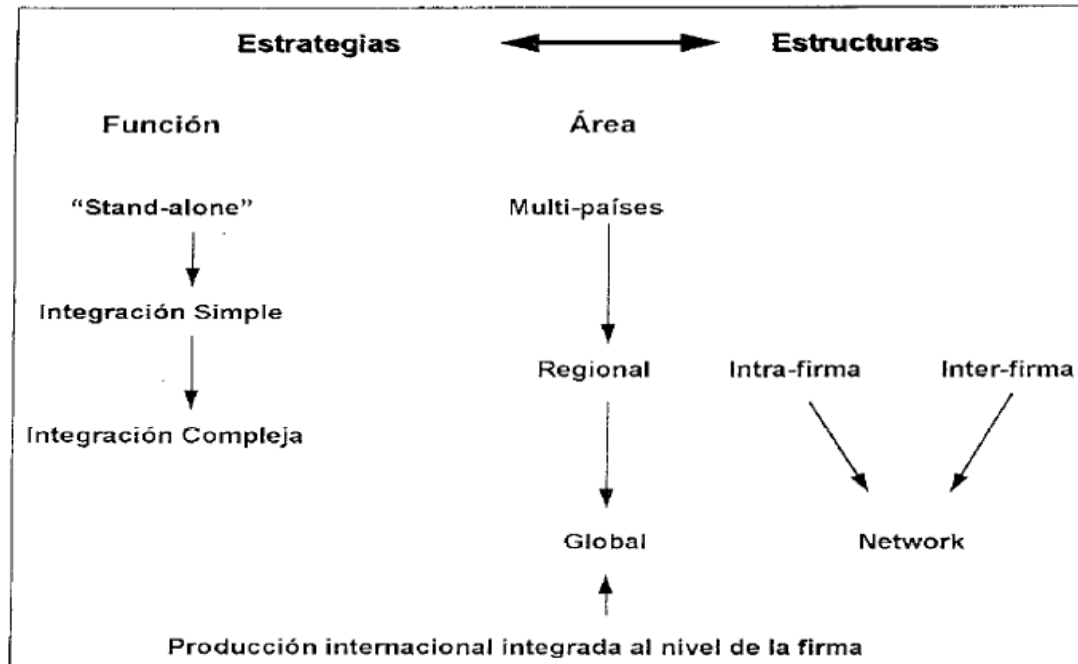 Estrategias Estructuras
Función Área
“Stand-alone” Multi-países
Integración Simple
Regional Intra-firma Inter-firma
Integración Compleja
Global Network
Producción internacional integrada al nivel de la firma